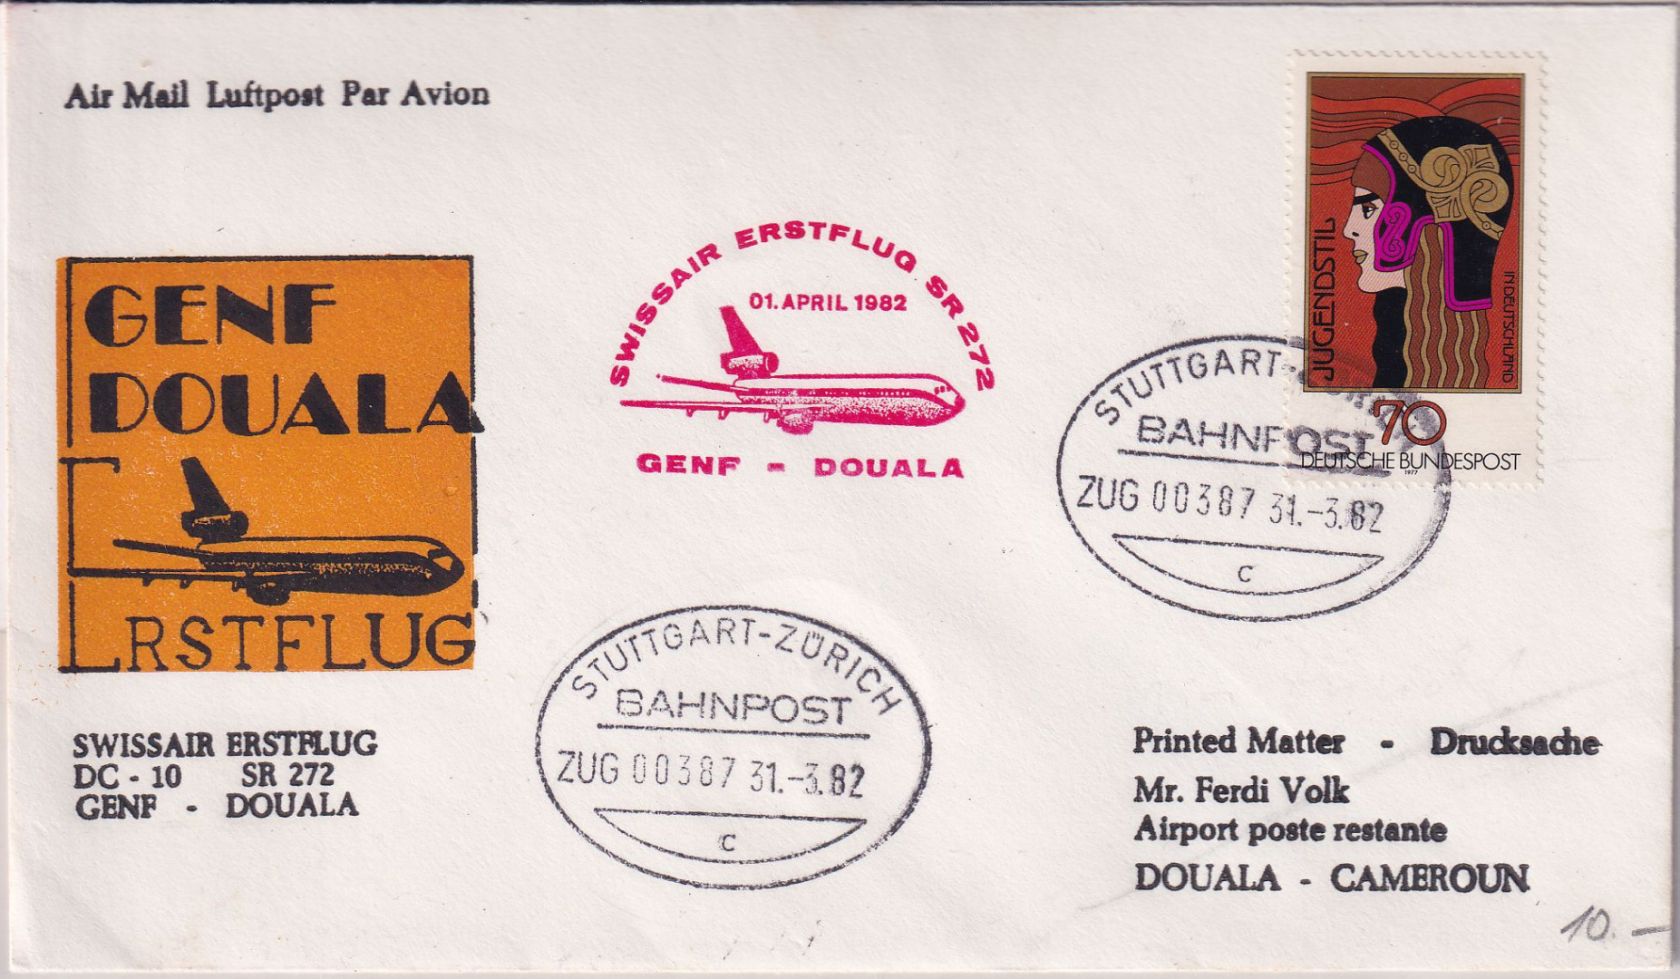 Air Mail Luftpost Par Avion
GENF
DOUALA
ERSTFLUG
SWISSAIR ERSTFLUG
DC - 10 SR 272
GENF - DOUALA
SWISSAIR ERSTFLUG SR 272
01. APRIL 1982
GENF - DOUALA
STUTTGART-ZÜRICH
BAHNPOST
ZUG 00387 31.-3.82
c
JUGENDSTIL
IN DEUTSCHLAND
70
DEUTSCHE BUNDESPOST
1977
STUTTGART-
BAHNPOST
ZUG 00387 31.-3.82
c
Printed Matter - Drucksache
Mr. Ferdi Volk
Airport poste restante
DOUALA - CAMEROUN
10.-